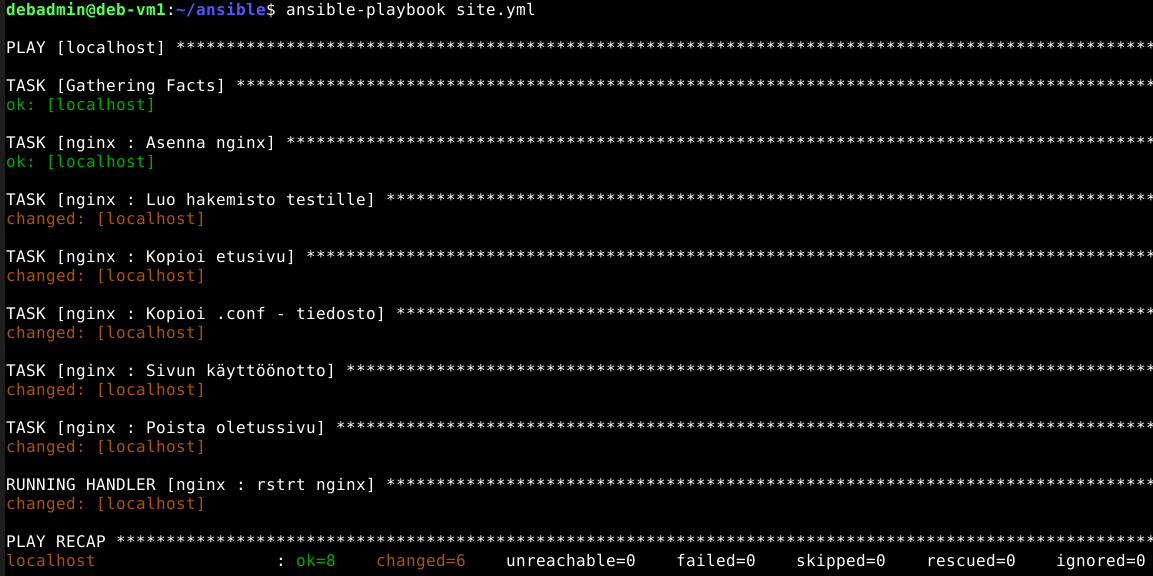 debadmin@deb-vm1:~/ansible$ ansible-playbook site.yml
PLAY [localhost] **************************************************************************************************
TASK [Gathering Facts] ********************************************************************************************
ok: [localhost]
TASK [nginx : Asenna nginx] ***************************************************************************************
ok: [localhost]
TASK [nginx : Luo hakemisto testille] *****************************************************************************
changed: [localhost]
TASK [nginx : Kopioi etusivu] *************************************************************************************
changed: [localhost]
TASK [nginx : Kopioi .conf - tiedosto] ****************************************************************************
changed: [localhost]
TASK [nginx : Sivun käyttöönotto] *********************************************************************************
changed: [localhost]
TASK [nginx : Poista oletussivu] **********************************************************************************
changed: [localhost]
RUNNING HANDLER [nginx : rstrt nginx] *****************************************************************************
changed: [localhost]
PLAY RECAP ********************************************************************************************************
localhost                  : ok=8    changed=6    unreachable=0    failed=0    skipped=0    rescued=0    ignored=0